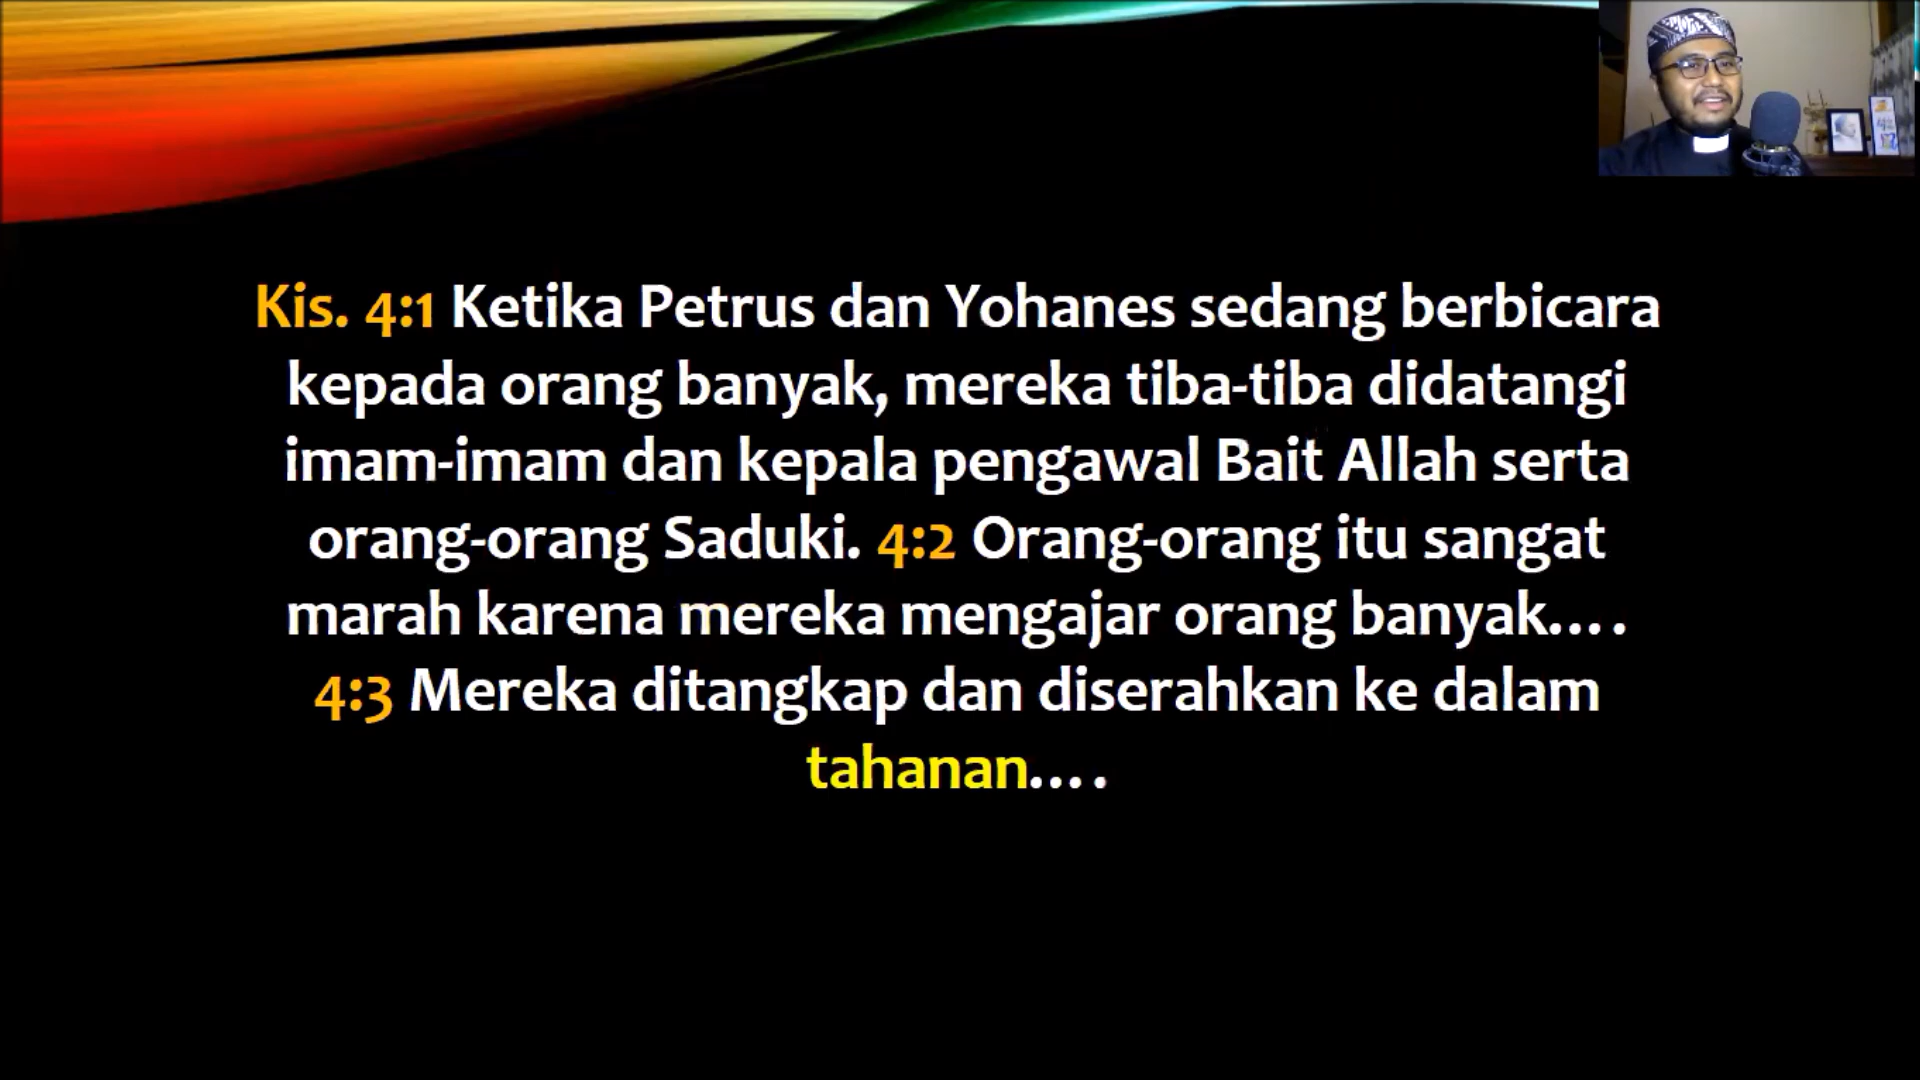 Kis. 4:1 Ketika Petrus dan Yohanes sedang berbicara
kepada orang banyak, mereka tiba-tiba didatangi
imam-imam dan kepala pengawal Bait Allah serta
orang-orang Saduki. 4:2 Orang-orang itu sangat
marah karena mereka mengajar orang banyak....
4:3 Mereka ditangkap dan diserahkan ke dalam
tahanan....